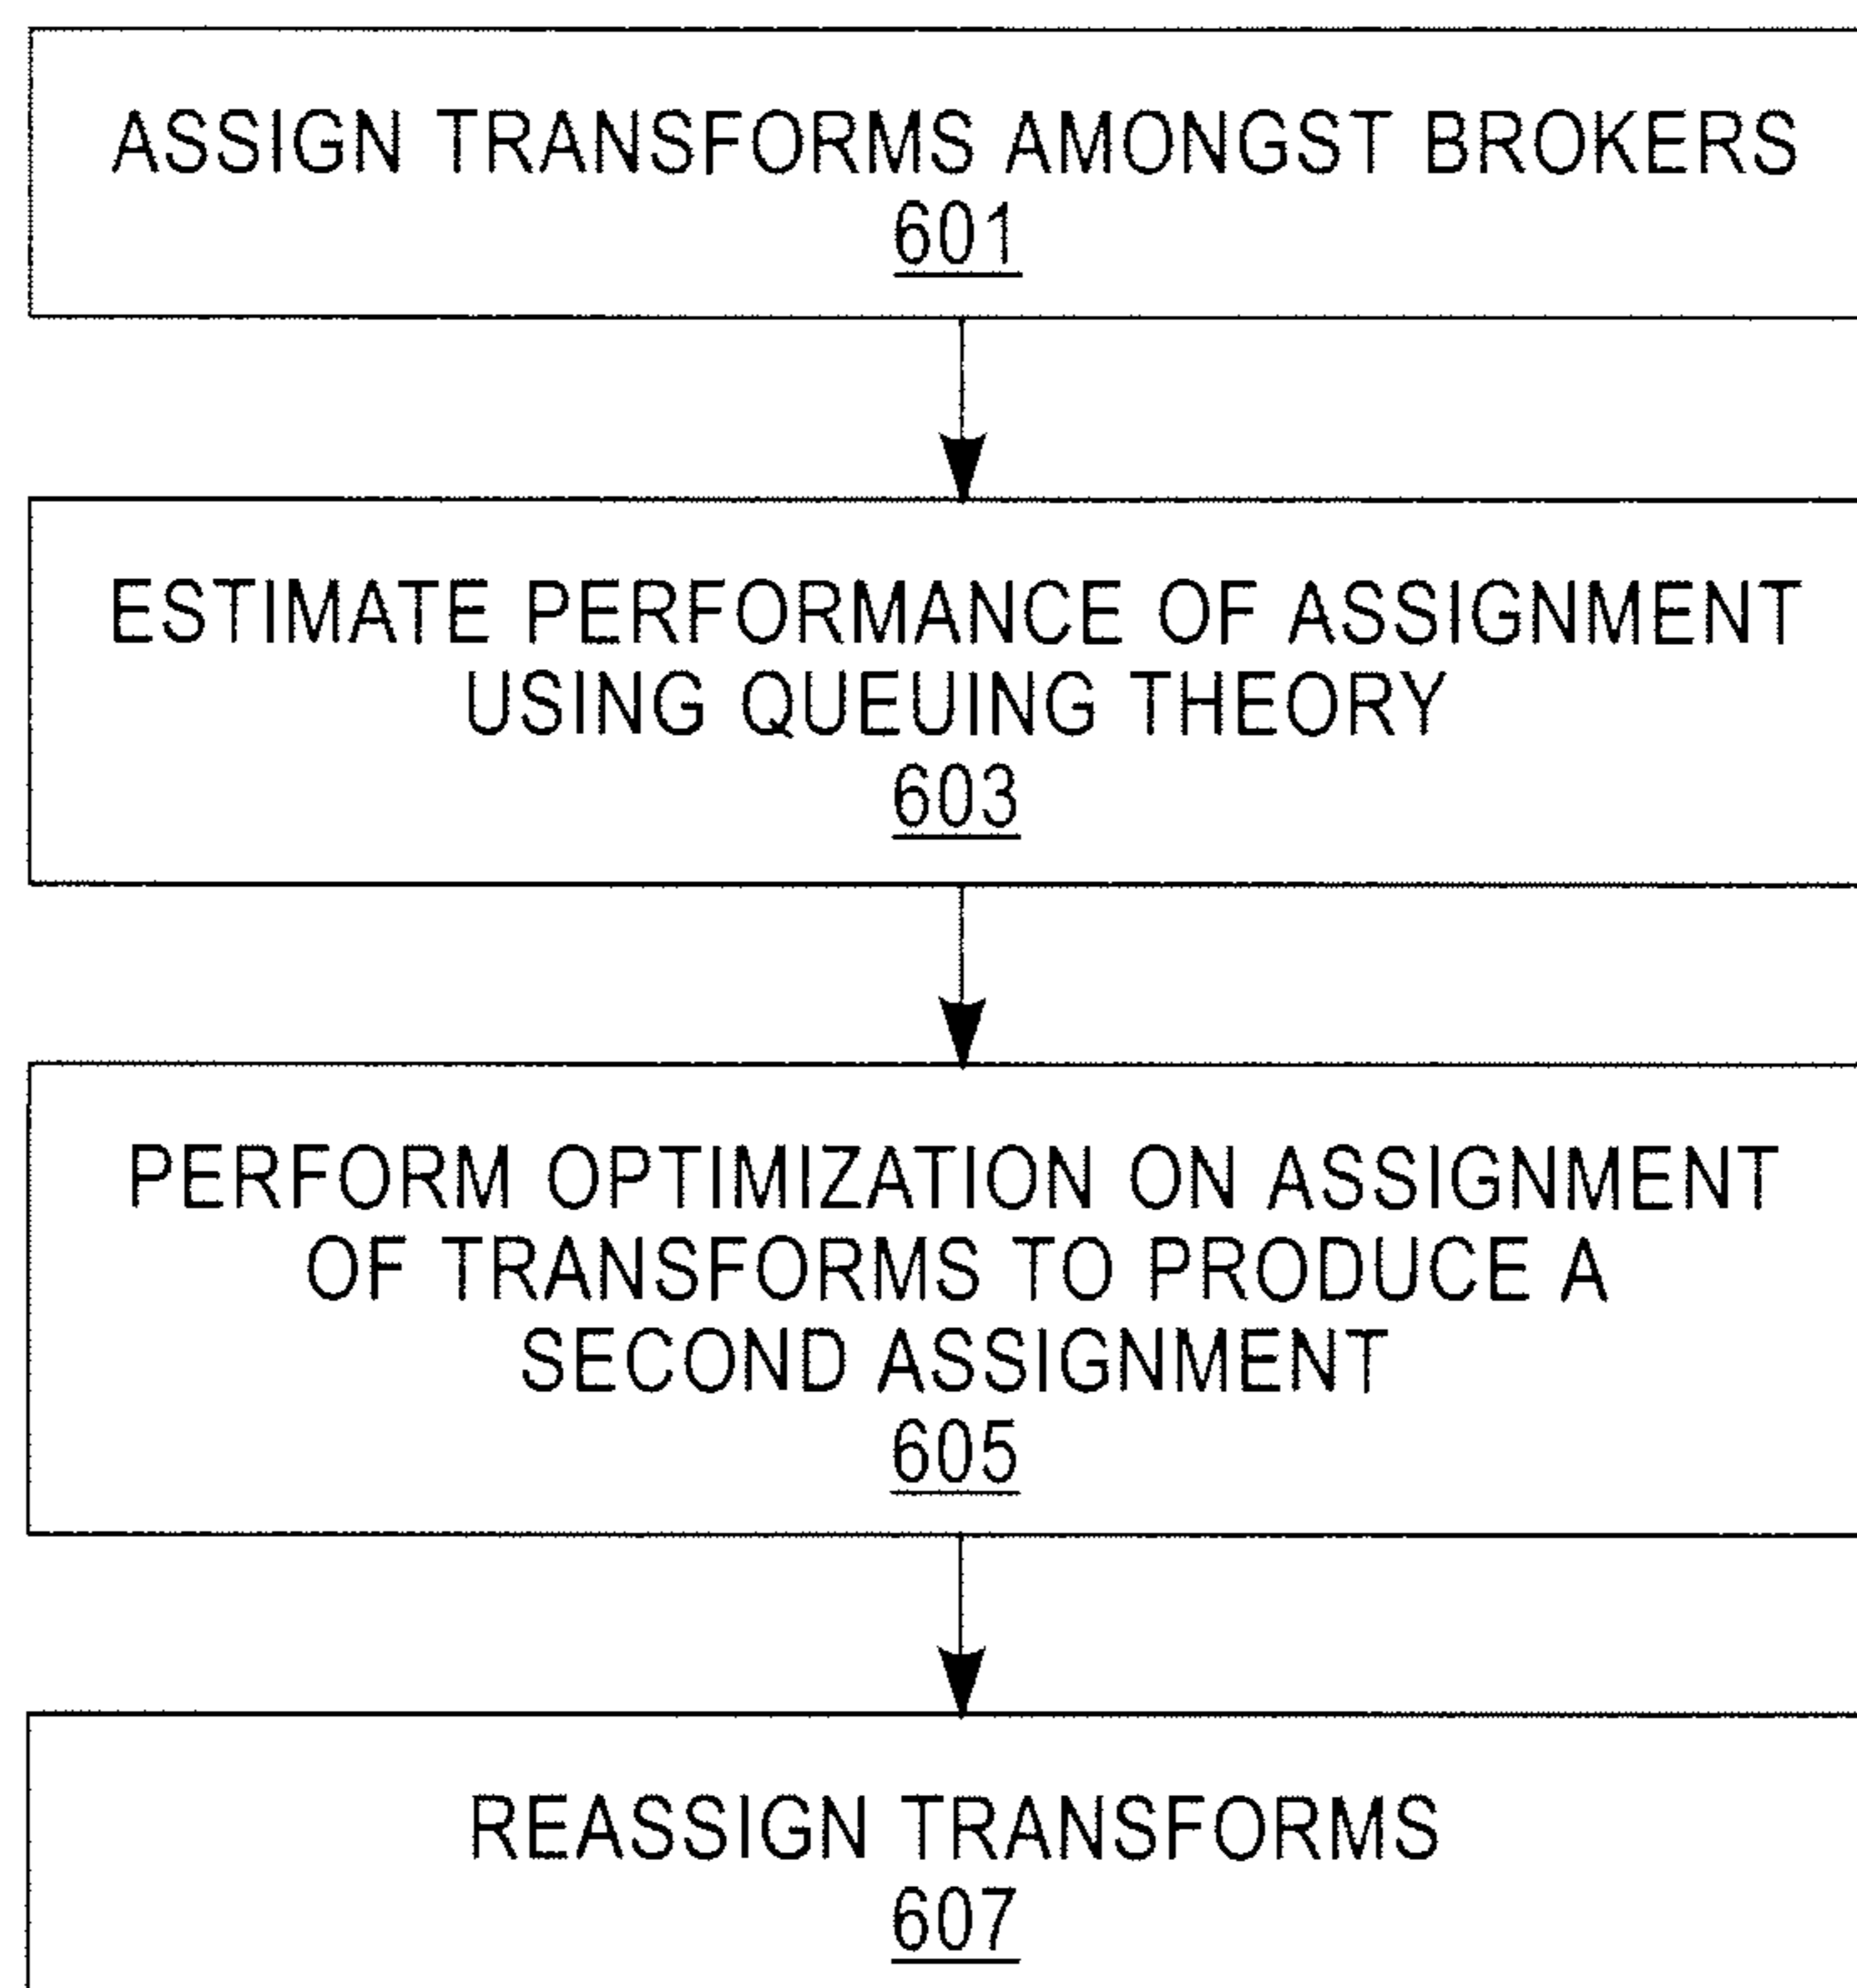 ASSIGN TRANSFORMS AMONGST BROKERS
601
ESTIMATE PERFORMANCE OF ASSIGNMENT
USING QUEUING THEORY
603
PERFORM OPTIMIZATION ON ASSIGNMENT
OF TRANSFORMS TO PRODUCE A
SECOND ASSIGNMENT
605
REASSIGN TRANSFORMS
607